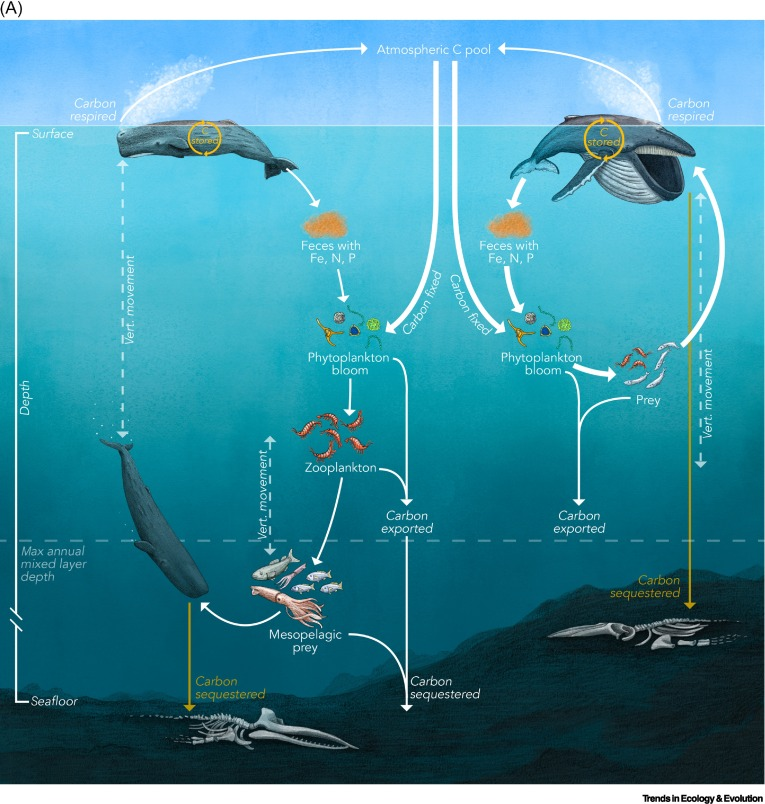 (A)
Atmospheric C pool
Carbon
respired
Carbon
respired
Surface
C
stored
C
stored
Feces with
Fe, N, P
Feces with
Fe, N, P
Vert. movement
Carbon fixed
Carbon fixed
Phytoplankton
bloom
Phytoplankton
bloom
Prey
Vert. movement
Depth
Zooplankton
Vert. movement
Carbon
exported
Carbon
exported
Max annual
mixed layer
depth
Carbon
sequestered
Mesopelagic
prey
Carbon
sequestered
Carbon
sequestered
Seafloor
Trends in Ecology & Evolution